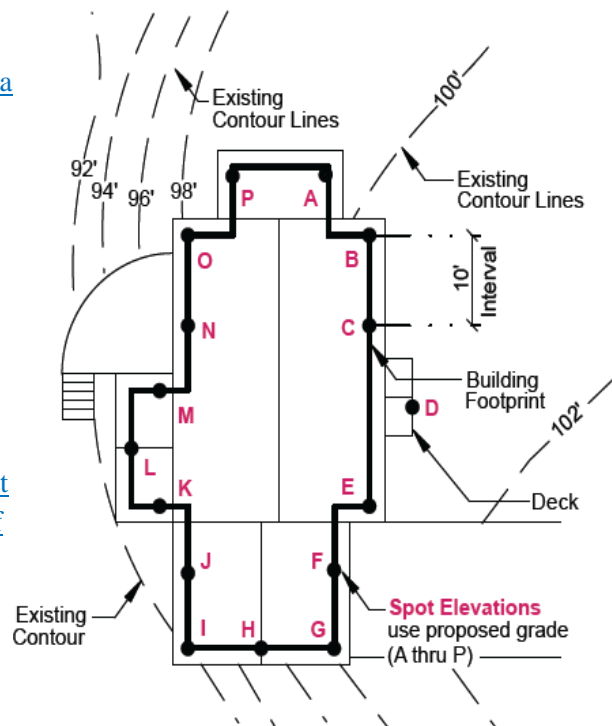 a
Existing
Contour Lines
100'
Existing
Contour Lines
92'
94'
96'
98'
P
A
O
B
10'
Interval
N
C
Building
Footprint
M
D
102'
L
t
K
E
Deck
f
J
F
Existing
Contour
Spot Elevations
use proposed grade
(A thru P)
I
H
G